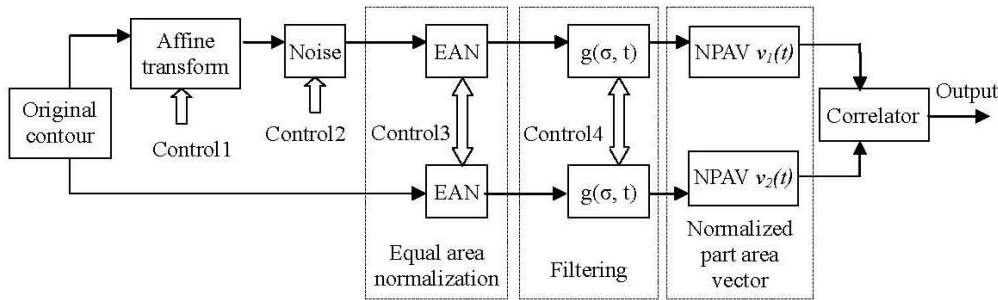 Original
contour
Affine
transform
Control1
Noise
Control2
EAN
Control3
EAN
Equal area
normalization
g(σ, t)
Control4
g(σ, t)
Filtering
NPAV v₁(t)
NPAV v₂(t)
Normalized
part area
vector
Correlator
Output